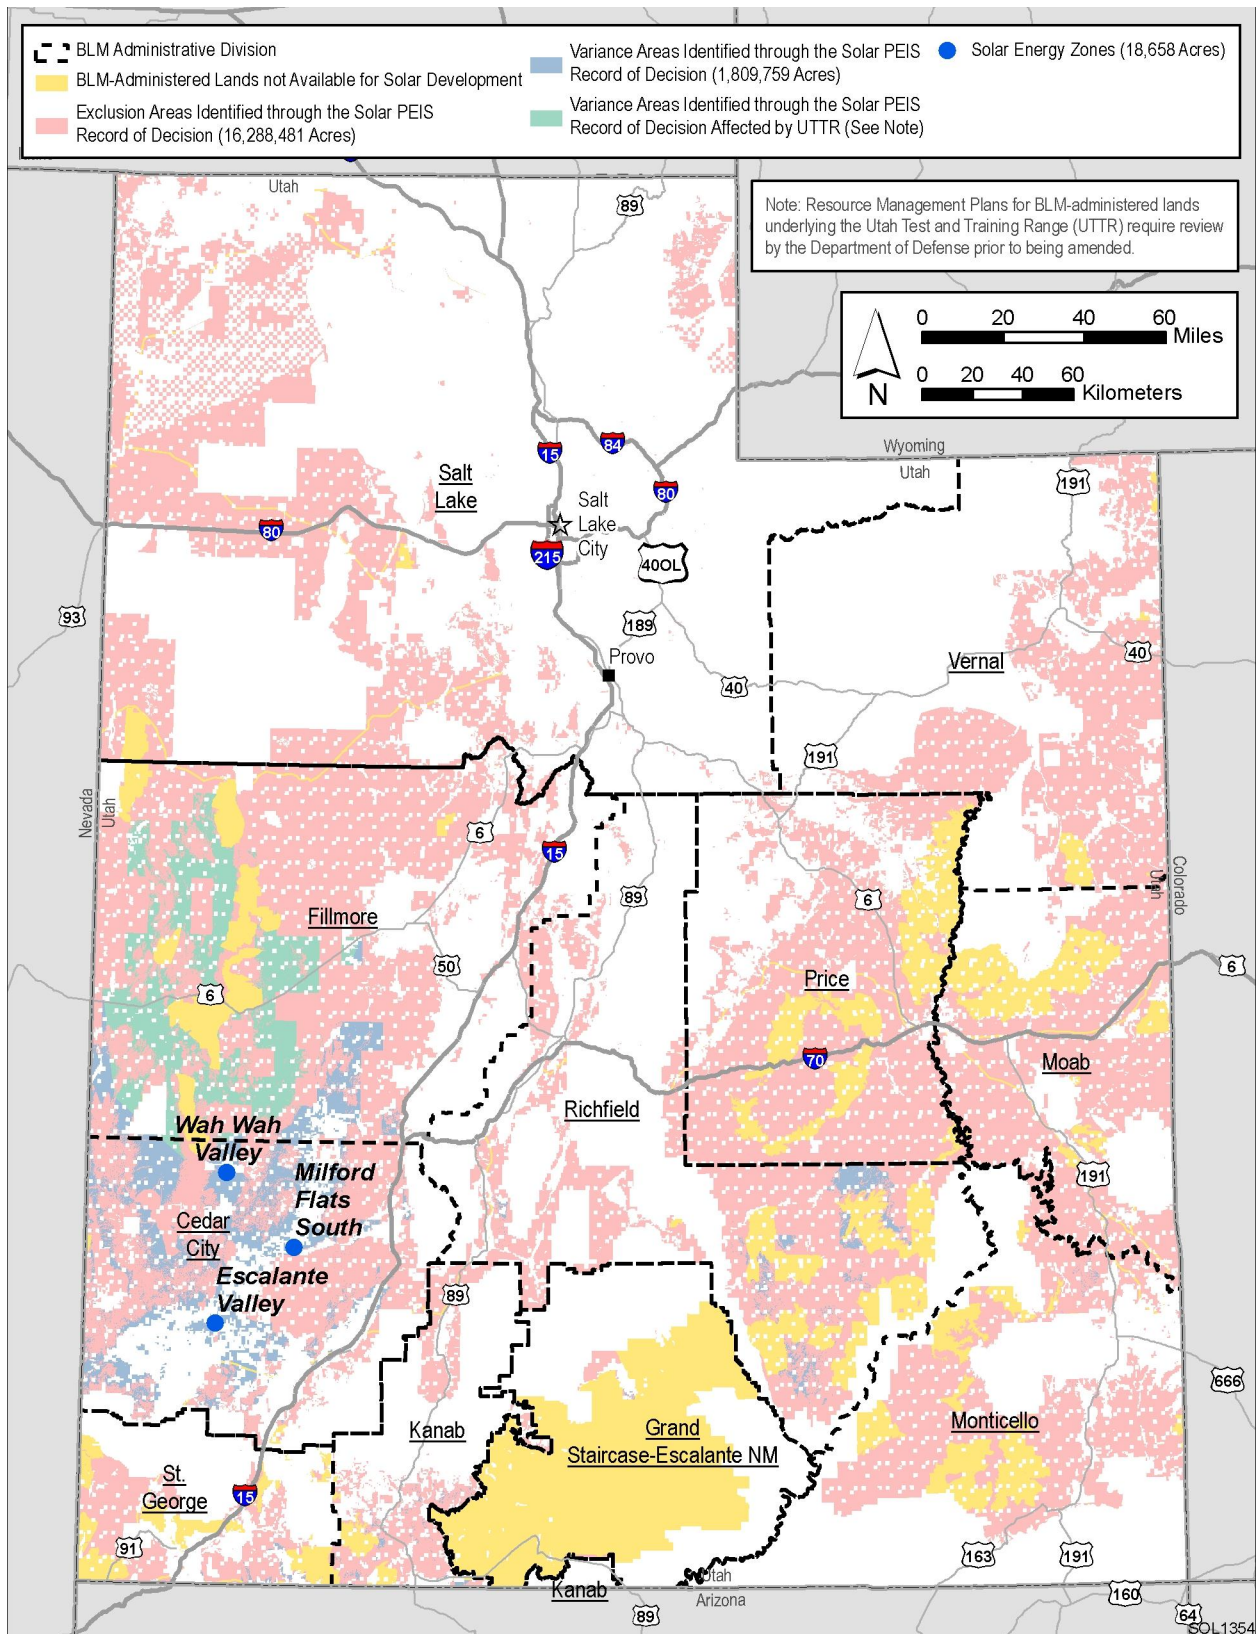 BLM Administrative Division
BLM-Administered Lands not Available for Solar Development
Exclusion Areas Identified through the Solar PEIS
Record of Decision (16,288,481 Acres)
Variance Areas Identified through the Solar PEIS
Record of Decision (1,809,759 Acres)
Variance Areas Identified through the Solar PEIS
Record of Decision Affected by UTTR (See Note)
Solar Energy Zones (18,658 Acres)
Utah
89
Note: Resource Management Plans for BLM-administered lands
underlying the Utah Test and Training Range (UTTR) require review
by the Department of Defense prior to being amended.
0 20 40 60
Miles
0 20 40 60
Kilometers
N
Wyoming
Utah
15
84
80
191
Salt
Lake
Salt
Lake
City
80
215
40OL
93
189
Provo
Vernal
40
40
191
Nevada
Utah
6
15
89
6
Colorado
Utah
Fillmore
50
Price
6
6
70
Moab
Richfield
Wah Wah
Valley
Milford
Flats
South
191
Cedar
City
Escalante
Valley
89
666
Kanab
Grand
Staircase-Escalante NM
Monticello
St.
George
15
91
163
191
Kanab
Utah
Arizona
160
89
64
SOL1354